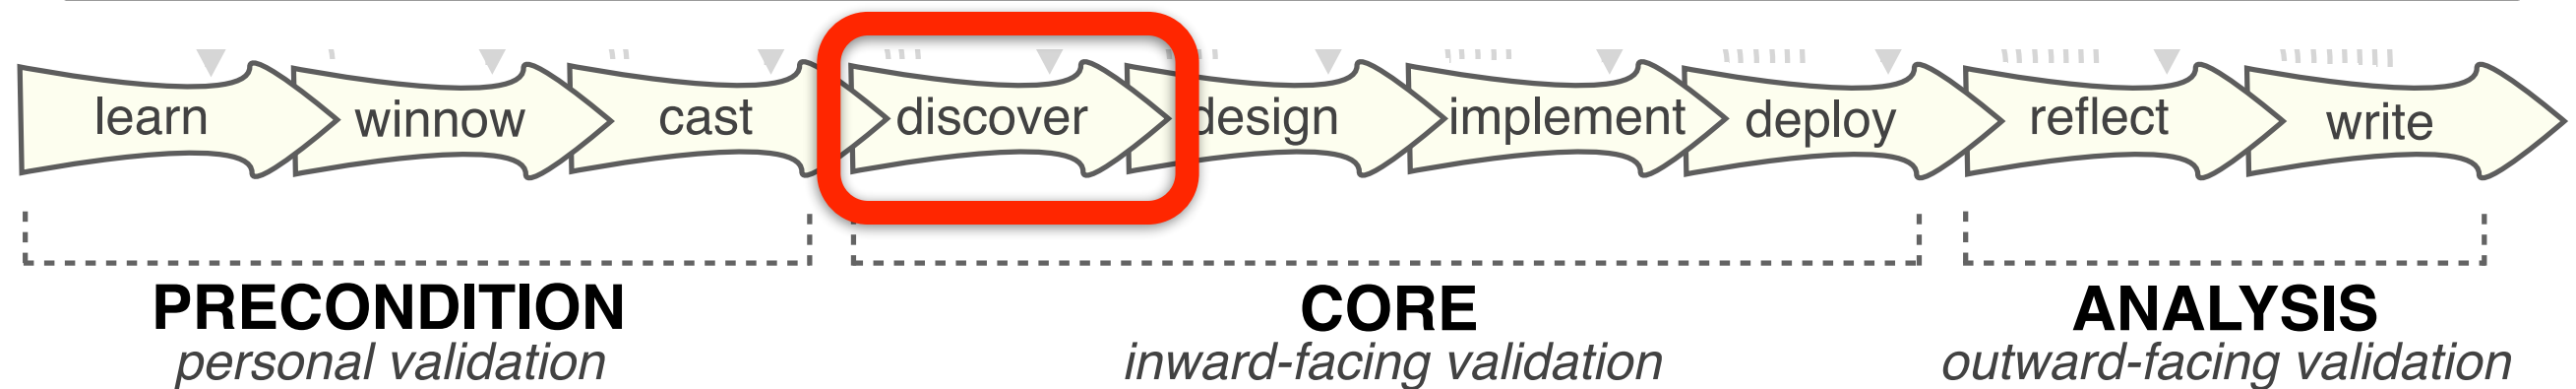 learn winnow cast discover design implement deploy reflect write
PRECONDITION CORE ANALYSIS
personal validation inward-facing validation outward-facing validation